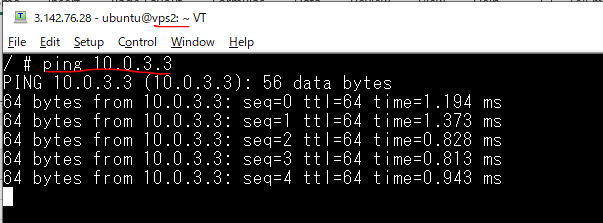 3.142.76.28 - ubuntu@vps2: ~ VT
File Edit Setup Control Window Help
/ # ping 10.0.3.3
PING 10.0.3.3 (10.0.3.3): 56 data bytes
64 bytes from 10.0.3.3: seq=0 ttl=64 time=1.194 ms
64 bytes from 10.0.3.3: seq=1 ttl=64 time=1.373 ms
64 bytes from 10.0.3.3: seq=2 ttl=64 time=0.828 ms
64 bytes from 10.0.3.3: seq=3 ttl=64 time=0.813 ms
64 bytes from 10.0.3.3: seq=4 ttl=64 time=0.943 ms